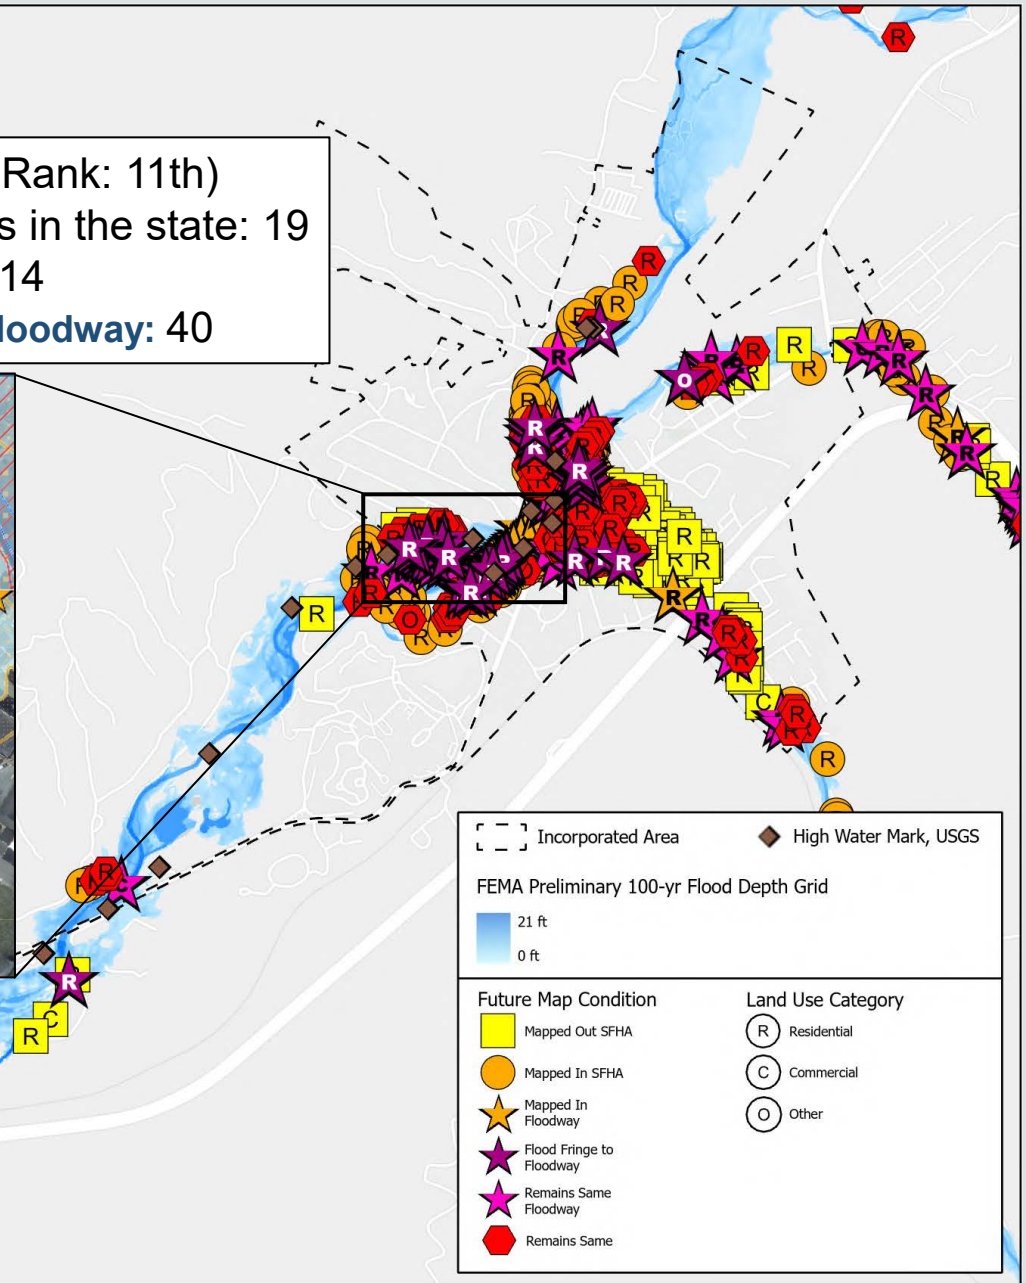 Rank: 11th)
s in the state: 19
14
loodway: 40
Incorporated Area
High Water Mark, USGS
FEMA Preliminary 100-yr Flood Depth Grid
21 ft
0 ft
Future Map Condition
Mapped Out SFHA
Mapped In SFHA
Mapped In
Floodway
Flood Fringe to
Floodway
Remains Same
Floodway
Remains Same
Land Use Category
R Residential
C Commercial
O Other